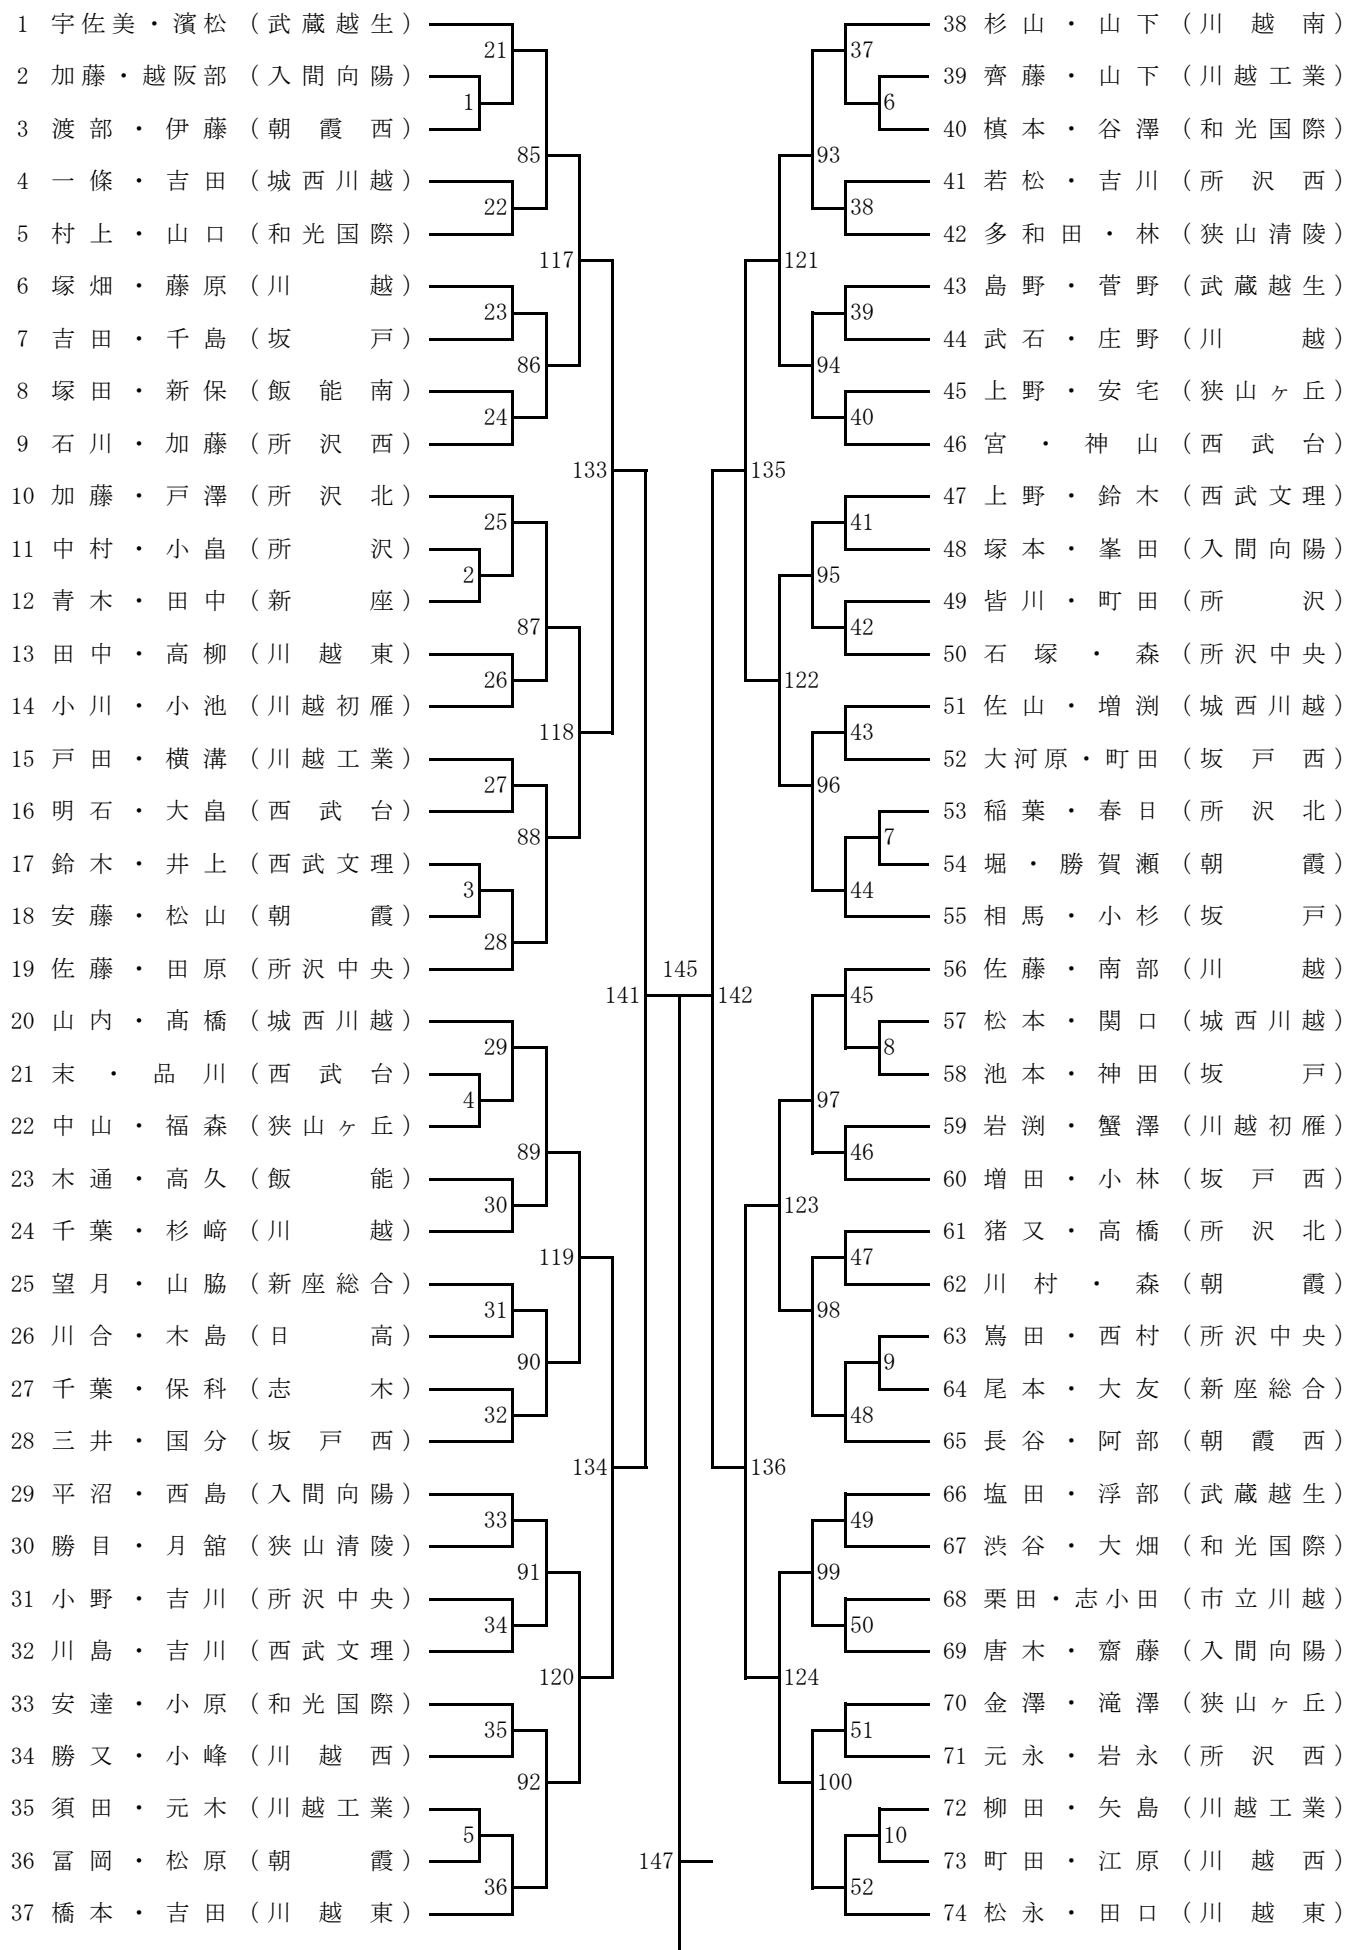 1 宇佐美・濱松（武蔵越生）
2 加藤・越阪部（入間向陽）
3 渡部・伊藤（朝霞西）
4 一條・吉田（城西川越）
5 村上・山口（和光国際）
6 塚畑・藤原（川越）
7 吉田・千島（坂戸）
8 塚田・新保（飯能南）
9 石川・加藤（所沢西）
10 加藤・戸澤（所沢北）
11 中村・小畠（所沢）
12 青木・田中（新座）
13 田中・高柳（川越東）
14 小川・小池（川越初雁）
15 戸田・横溝（川越工業）
16 明石・大畠（西武台）
17 鈴木・井上（西武文理）
18 安藤・松山（朝霞）
19 佐藤・田原（所沢中央）
20 山内・髙橋（城西川越）
21 末・品川（西武台）
22 中山・福森（狭山ヶ丘）
23 木通・高久（飯能）
24 千葉・杉﨑（川越）
25 望月・山脇（新座総合）
26 川合・木島（日高）
27 千葉・保科（志木）
28 三井・国分（坂戸西）
29 平沼・西島（入間向陽）
30 勝目・月舘（狭山清陵）
31 小野・吉川（所沢中央）
32 川島・吉川（西武文理）
33 安達・小原（和光国際）
34 勝又・小峰（川越西）
35 須田・元木（川越工業）
36 冨岡・松原（朝霞）
37 橋本・吉田（川越東）
21
1
85
22
117
23
86
24
133
25
2
87
26
118
27
88
3
28
141
29
4
89
30
119
31
90
32
134
33
91
34
120
35
92
5
36
145
147
142
37
6
93
38
121
39
94
40
135
41
95
42
122
43
96
7
44
45
8
97
46
123
47
98
9
48
136
49
99
50
124
51
100
10
52
38 杉山・山下（川越南）
39 齊藤・山下（川越工業）
40 槙本・谷澤（和光国際）
41 若松・吉川（所沢西）
42 多和田・林（狭山清陵）
43 島野・菅野（武蔵越生）
44 武石・庄野（川越）
45 上野・安宅（狭山ヶ丘）
46 宮・神山（西武台）
47 上野・鈴木（西武文理）
48 塚本・峯田（入間向陽）
49 皆川・町田（所沢）
50 石塚・森（所沢中央）
51 佐山・増渕（城西川越）
52 大河原・町田（坂戸西）
53 稲葉・春日（所沢北）
54 堀・勝賀瀬（朝霞）
55 相馬・小杉（坂戸）
56 佐藤・南部（川越）
57 松本・関口（城西川越）
58 池本・神田（坂戸）
59 岩渕・蟹澤（川越初雁）
60 増田・小林（坂戸西）
61 猪又・高橋（所沢北）
62 川村・森（朝霞）
63 嶌田・西村（所沢中央）
64 尾本・大友（新座総合）
65 長谷・阿部（朝霞西）
66 塩田・浮部（武蔵越生）
67 渋谷・大畑（和光国際）
68 栗田・志小田（市立川越）
69 唐木・齋藤（入間向陽）
70 金澤・滝澤（狭山ヶ丘）
71 元永・岩永（所沢西）
72 柳田・矢島（川越工業）
73 町田・江原（川越西）
74 松永・田口（川越東）